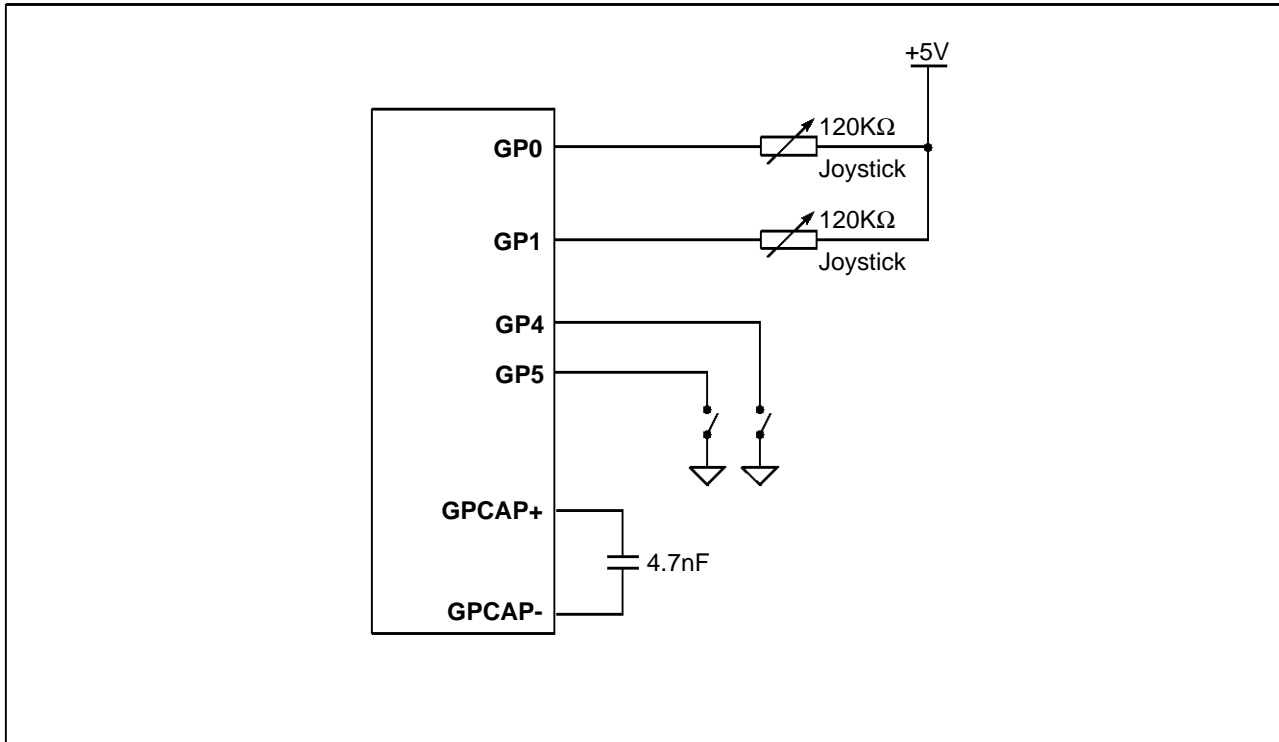 +5V
GP0
120KΩ
Joystick
GP1
120KΩ
Joystick
GP4
GP5
GPCAP+
4.7nF
GPCAP-